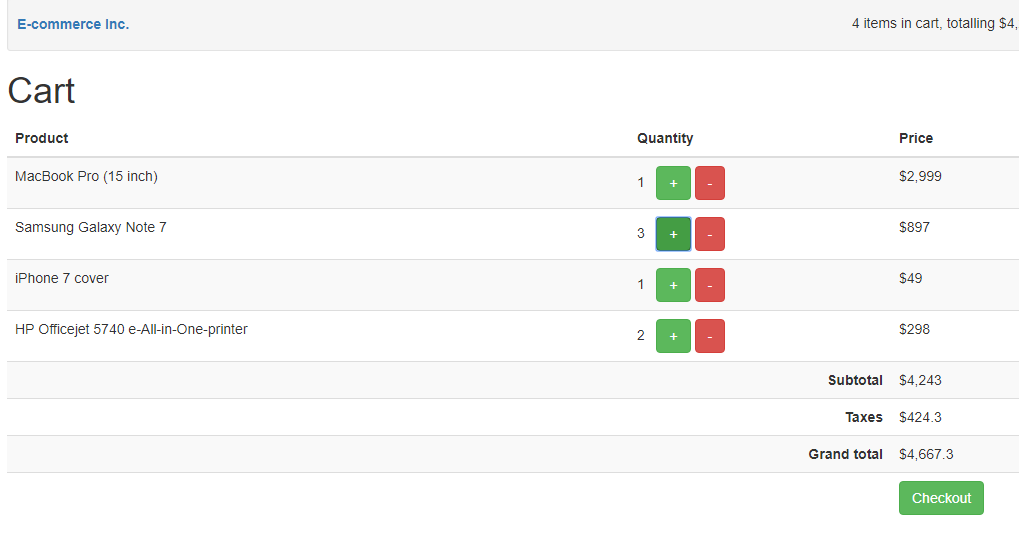 E-commerce Inc. 4 items in cart, totalling $4,
Cart
Product Quantity Price
MacBook Pro (15 inch) 1 + - $2,999
Samsung Galaxy Note 7 3 + - $897
iPhone 7 cover 1 + - $49
HP Officejet 5740 e-All-in-One-printer 2 + - $298
Subtotal $4,243
Taxes $424.3
Grand total $4,667.3
Checkout